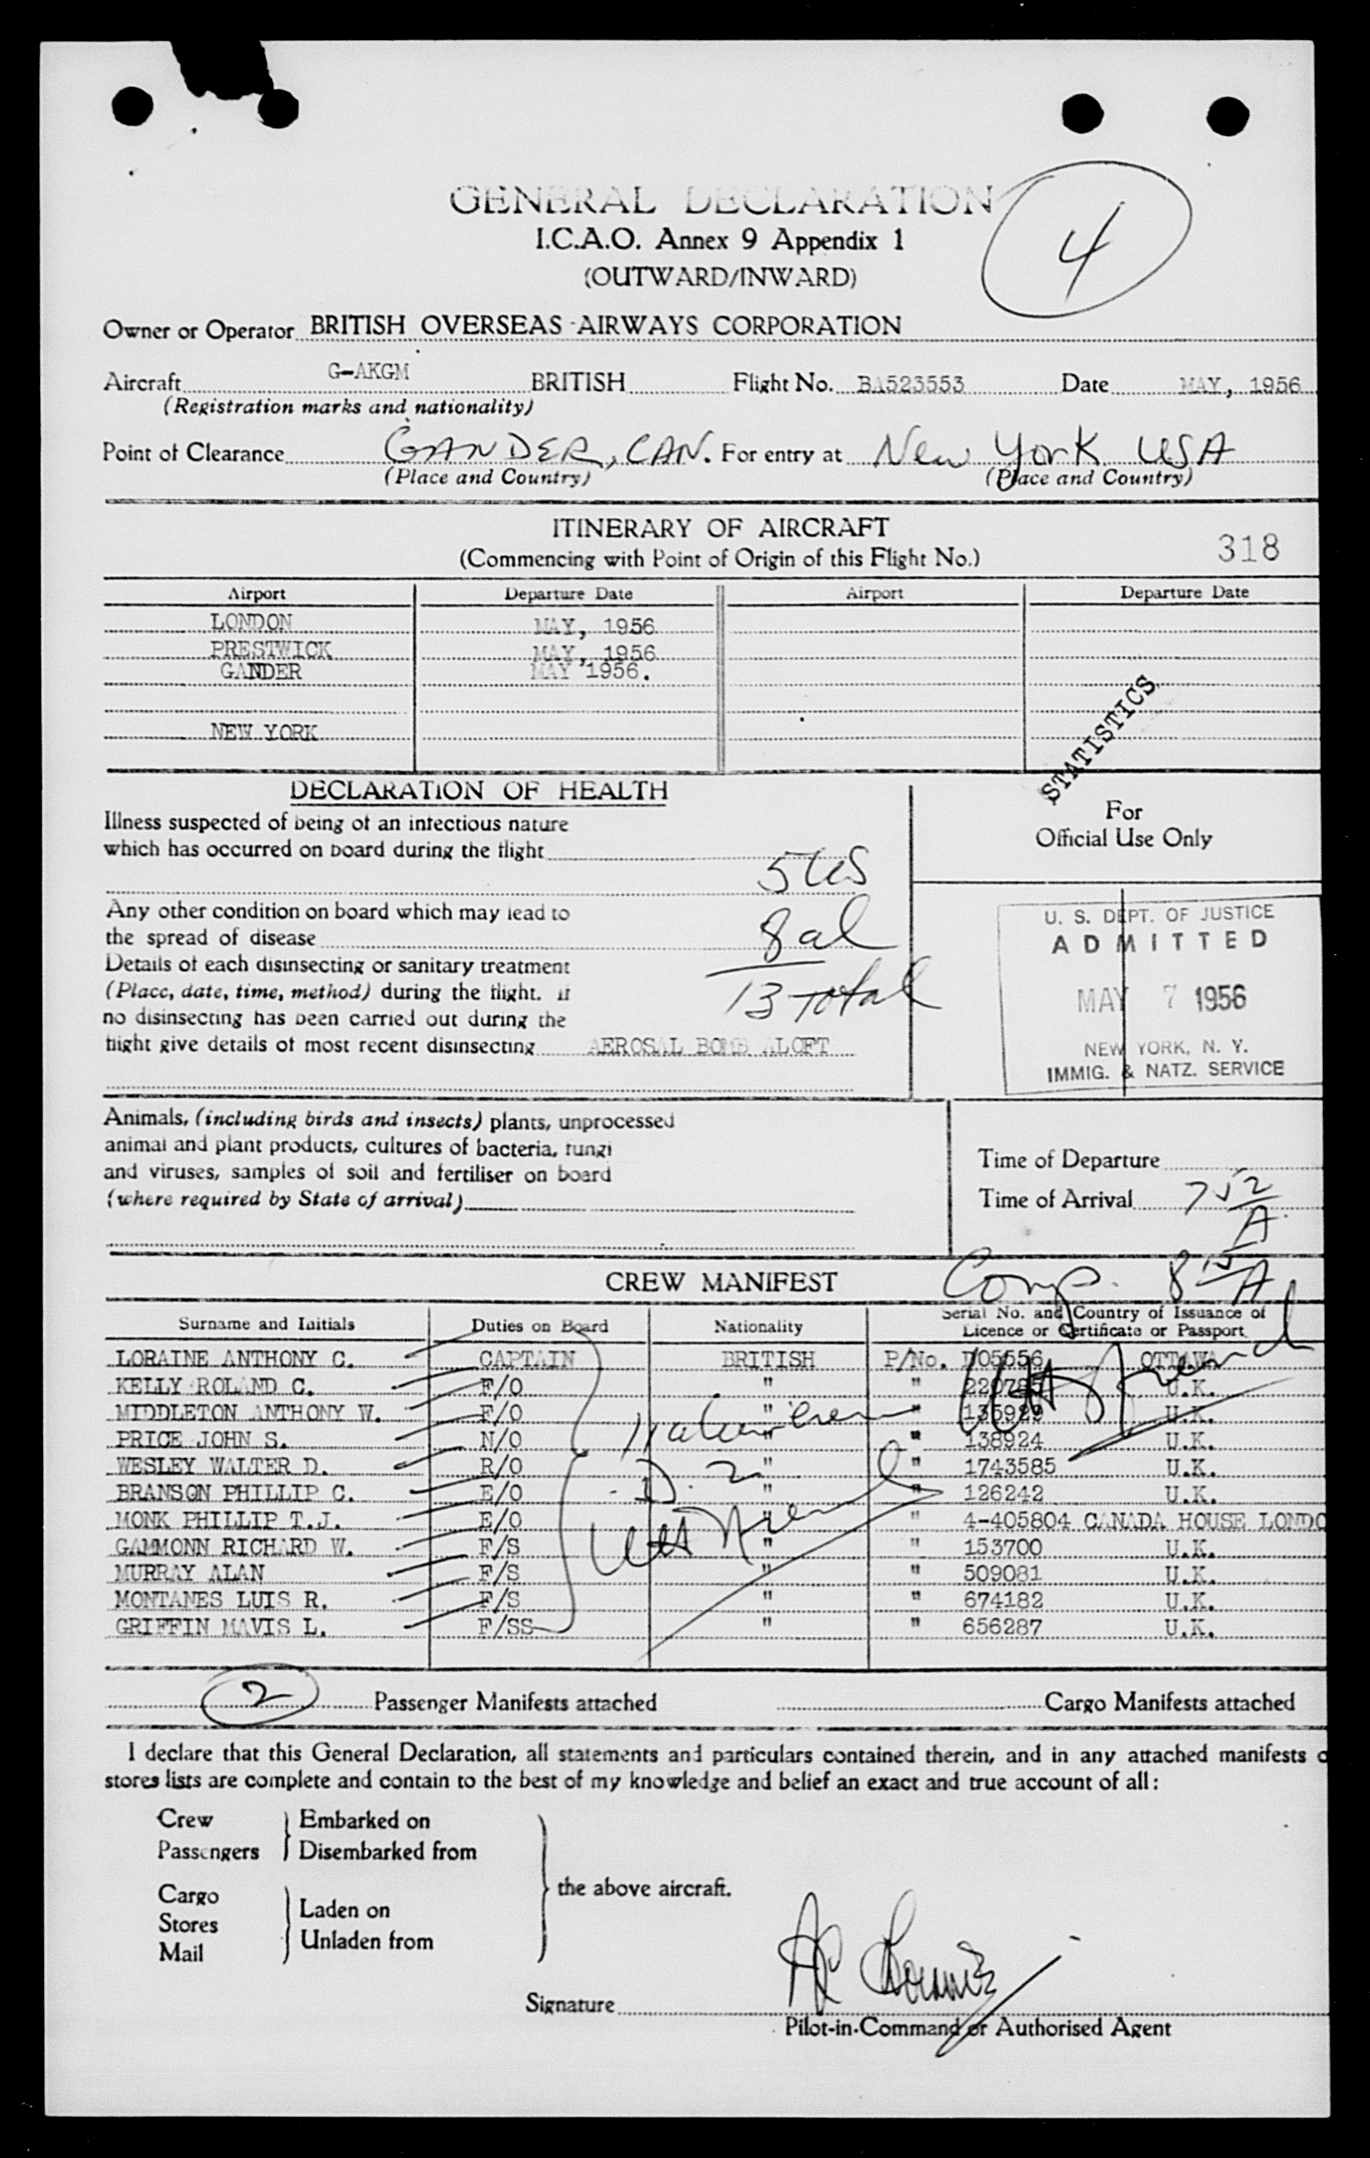 GENERAL DECLARATION
4
I.C.A.O. Annex 9 Appendix 1
(OUTWARD/INWARD)
Owner or Operator BRITISH OVERSEAS AIRWAYS CORPORATION
Aircraft G-AKGM BRITISH Flight No. BA523553 Date MAY, 1956
(Registration marks and nationality)
Point of Clearance GANDER, CAN. For entry at New York USA
(Place and Country) (Place and Country)
ITINERARY OF AIRCRAFT
(Commencing with Point of Origin of this Flight No.)
318
Airport Departure Date Airport Departure Date
LONDON MAY, 1956
PRESTWICK MAY, 1956
GANDER MAY 1956.
NEW YORK
STATISTICS
DECLARATION OF HEALTH
For
Official Use Only
Illness suspected of being of an infectious nature
which has occurred on board during the flight
5 US
Any other condition on board which may lead to
the spread of disease
8 al
Details of each disinsecting or sanitary treatment
(Place, date, time, method) during the flight. If
13 total
no disinsecting has been carried out during the
flight give details of most recent disinsecting AEROSAL BOMB ALOFT
U. S. DEPT. OF JUSTICE
ADMITTED
MAY 7 1956
NEW YORK, N. Y.
IMMIG. & NATZ. SERVICE
Animals, (including birds and insects) plants, unprocessed
animal and plant products, cultures of bacteria, fungi
and viruses, samples of soil and fertiliser on board
(where required by State of arrival)
Time of Departure
Time of Arrival 7 52 A
CREW MANIFEST
Comp. 8 15 A
Surname and Initials Duties on Board Nationality Serial No. and Country of Issuance of
Licence or Certificate or Passport
LORAINE ANTHONY C. CAPTAIN BRITISH P/No. D05556 OTTAWA
KELLY ROLAND C. F/O " " U.K.
MIDDLETON ANTHONY W. F/O " " U.K.
PRICE JOHN S. N/O " " 138924 U.K.
WESLEY WALTER D. R/O " " 1743585 U.K.
BRANSON PHILLIP C. E/O " " 126242 U.K.
MONK PHILLIP T.J. E/O " " 4-405804 CANADA HOUSE LONDO
GAMMONN RICHARD W. F/S " " 153700 U.K.
MURRAY ALAN F/S " " 509081 U.K.
MONTANES LUIS R. F/S " " 674182 U.K.
GRIFFIN MAVIS L. F/SS " " 656287 U.K.
D. 2
2 Passenger Manifests attached Cargo Manifests attached
I declare that this General Declaration, all statements and particulars contained therein, and in any attached manifests o
stores lists are complete and contain to the best of my knowledge and belief an exact and true account of all:
Crew Embarked on
Passengers Disembarked from
the above aircraft.
Cargo
Stores Laden on
Mail Unladen from
Signature
Pilot-in-Command or Authorised Agent